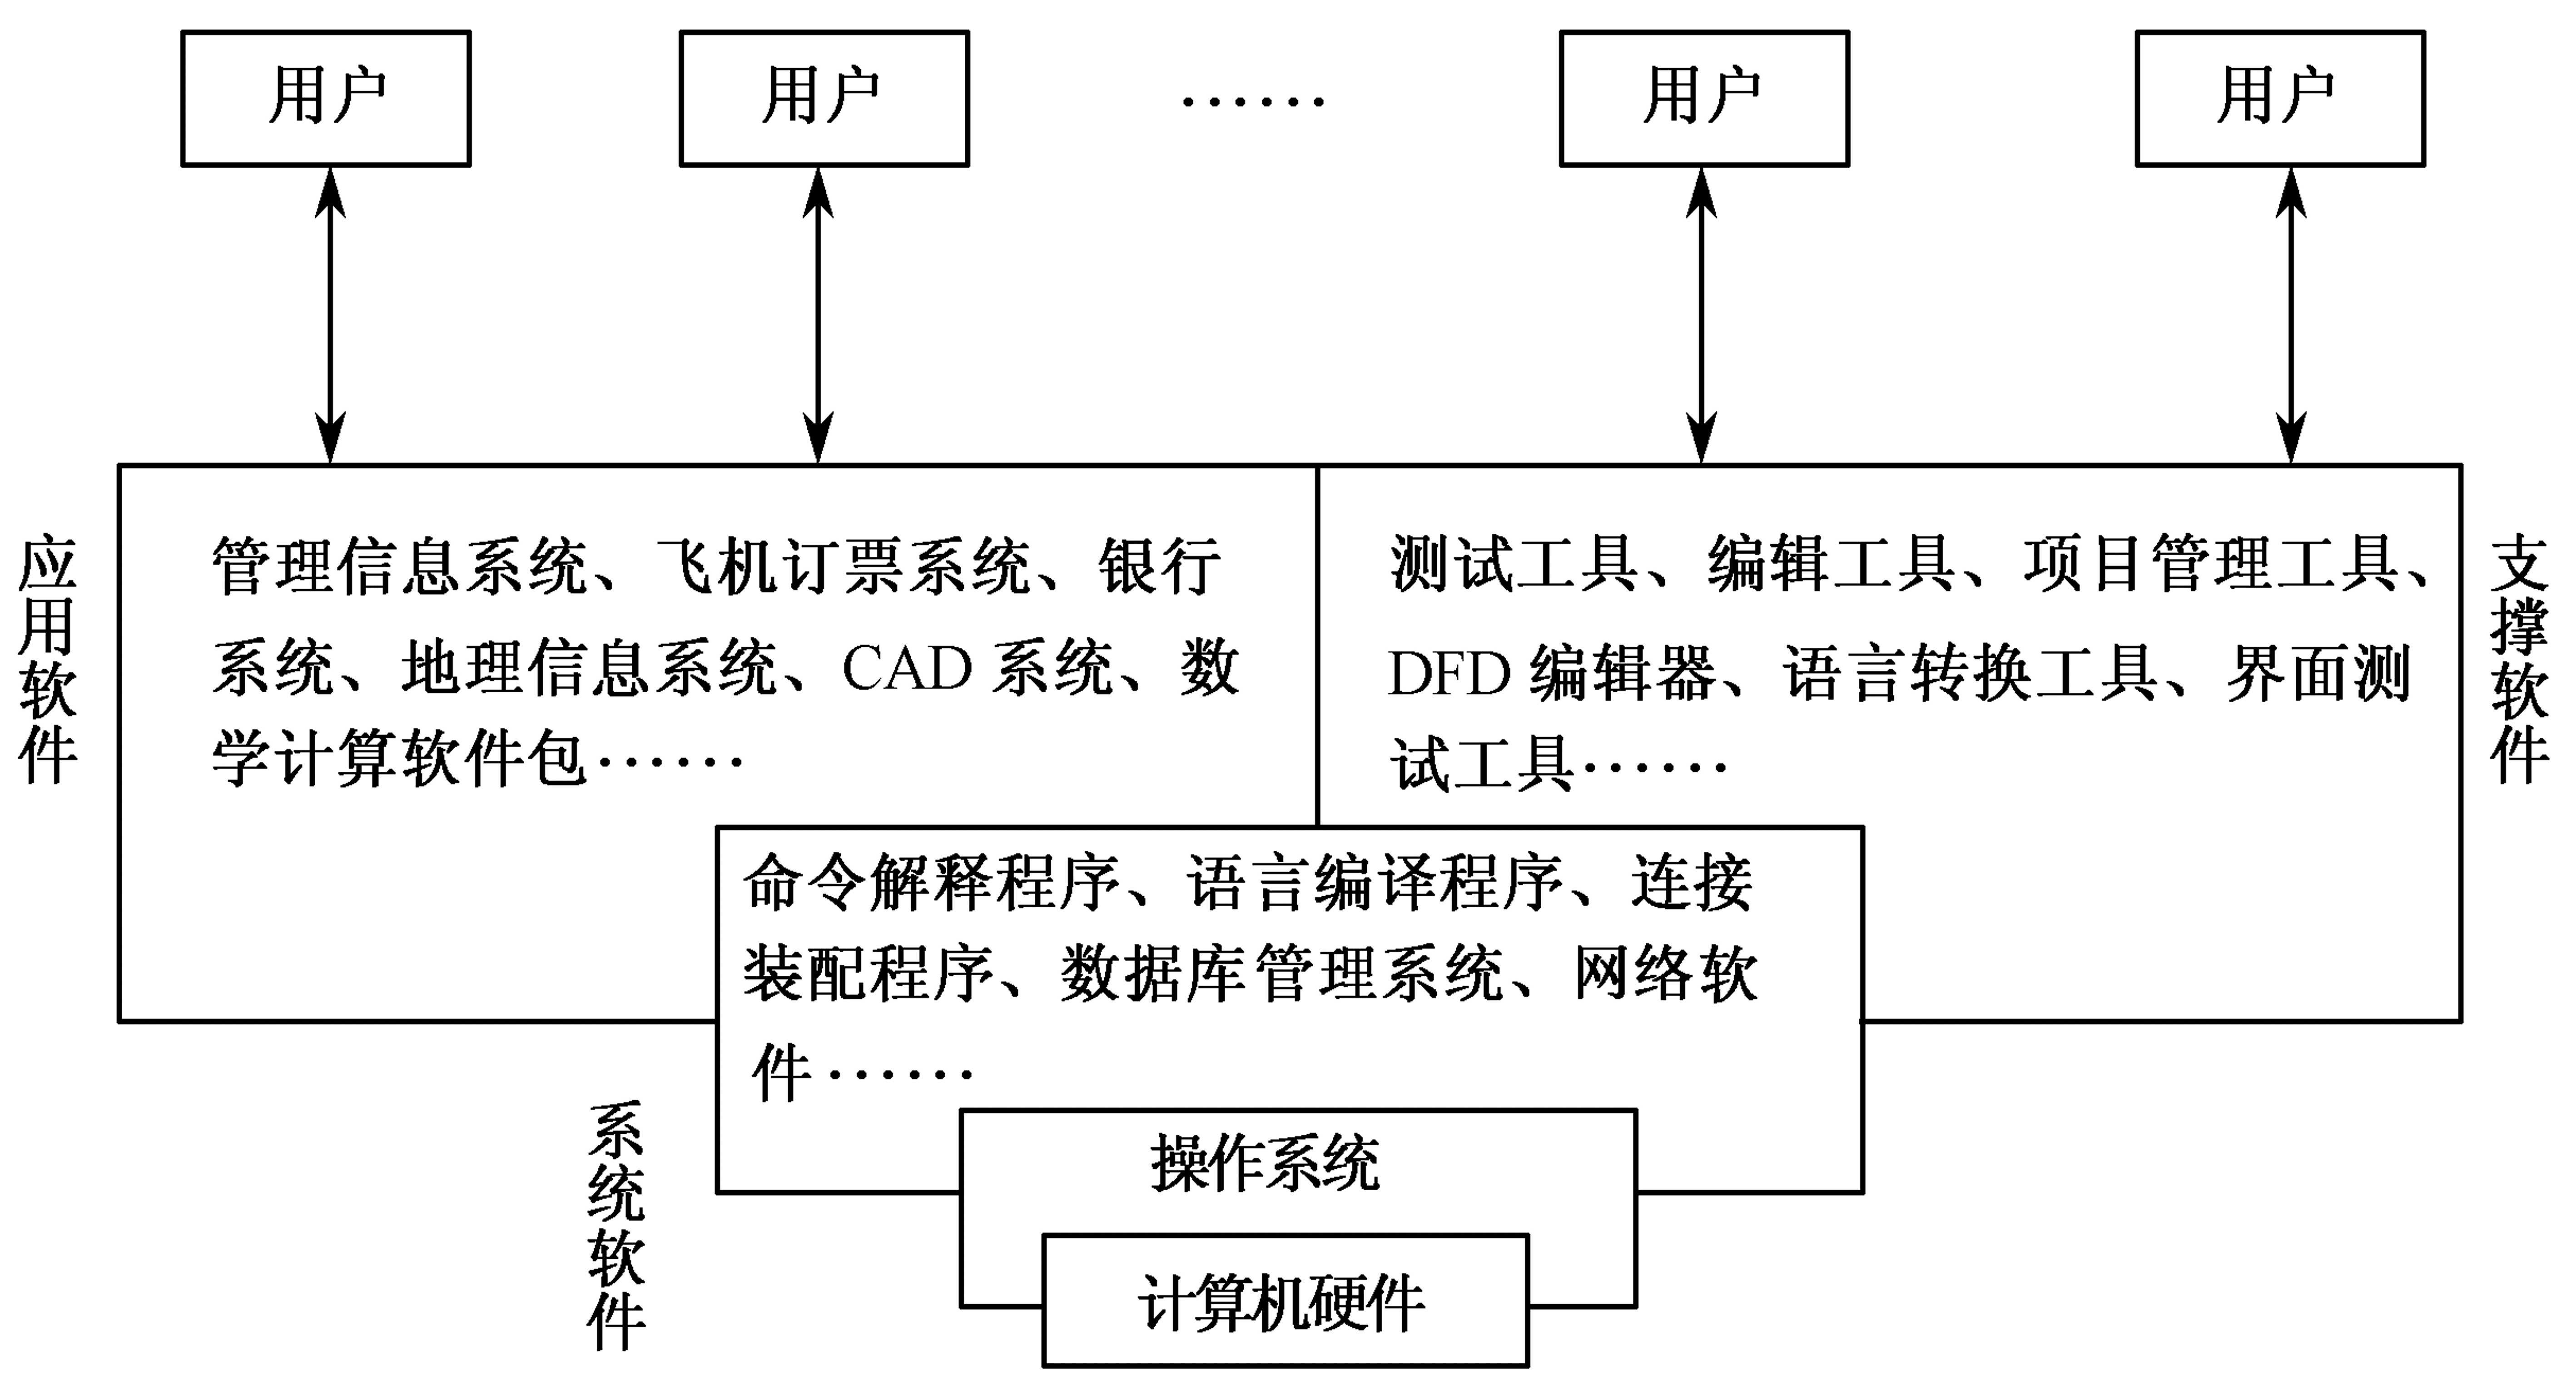 用户
用户
……
用户
用户
应用软件
管理信息系统、飞机订票系统、银行
系统、地理信息系统、CAD 系统、数
学计算软件包……
测试工具、编辑工具、项目管理工具、
DFD 编辑器、语言转换工具、界面测
试工具……
支撑软件
命令解释程序、语言编译程序、连接
装配程序、数据库管理系统、网络软
件……
系统软件
操作系统
计算机硬件